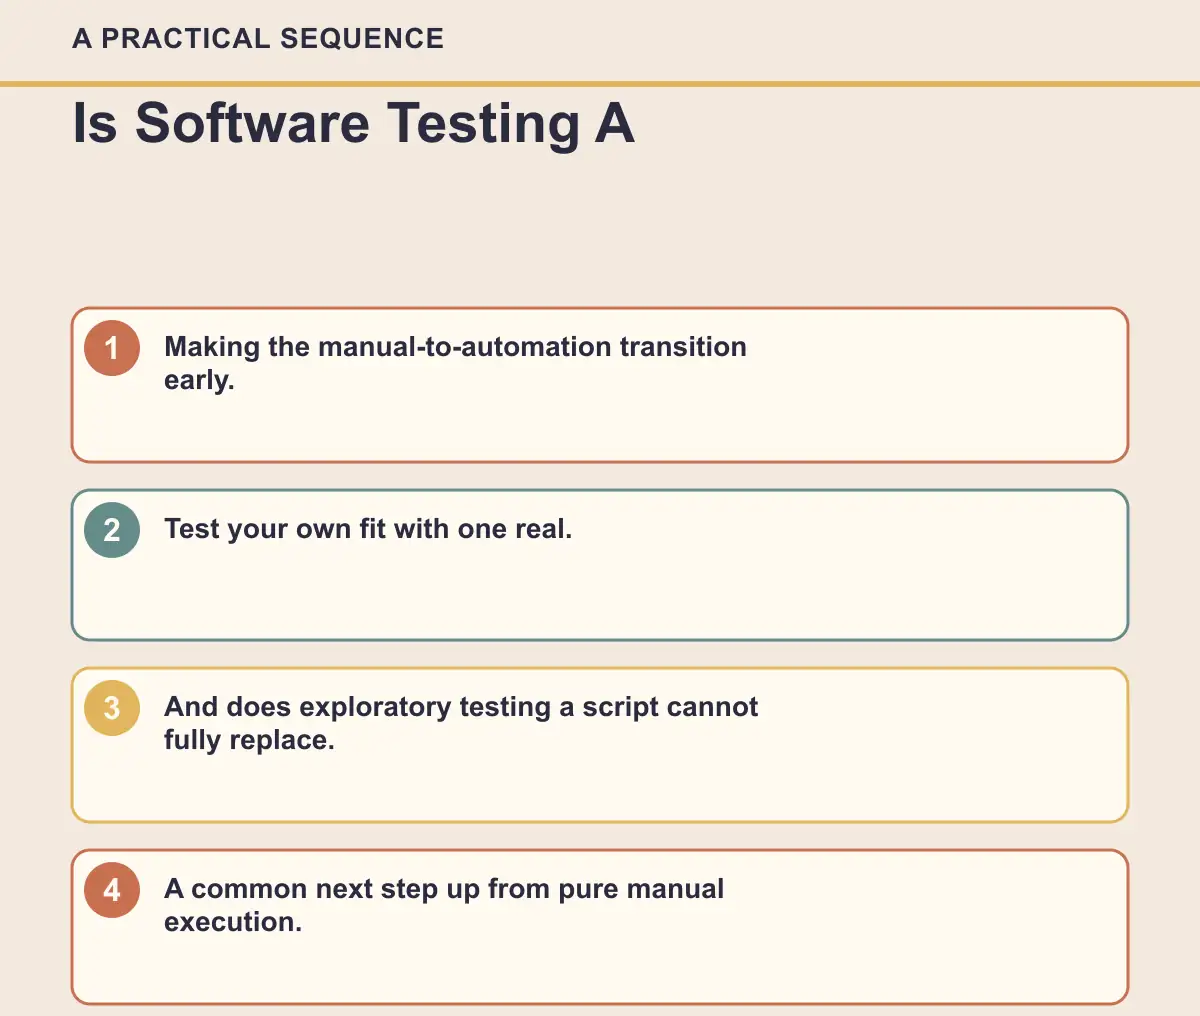 A PRACTICAL SEQUENCE
Is Software Testing A
1
Making the manual-to-automation transition
early.
2
Test your own fit with one real.
3
And does exploratory testing a script cannot
fully replace.
4
A common next step up from pure manual
execution.